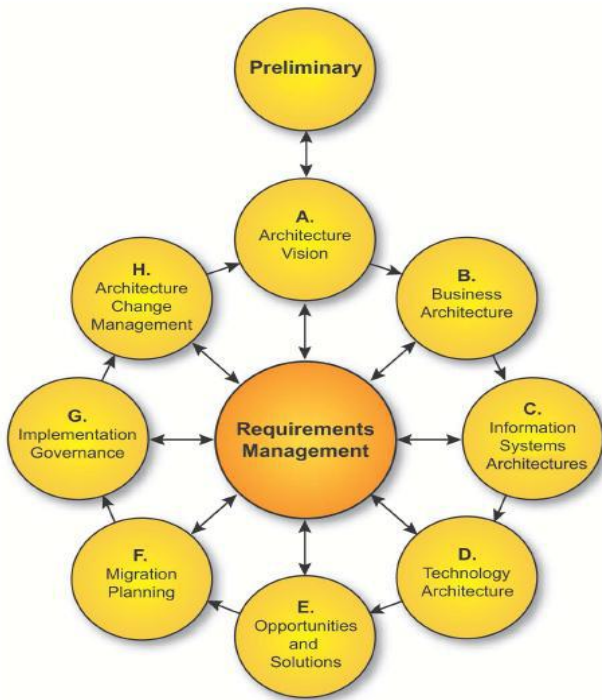 Preliminary
A.
Architecture
Vision
B.
Business
Architecture
C.
Information
Systems
Architectures
D.
Technology
Architecture
E.
Opportunities
and
Solutions
F.
Migration
Planning
G.
Implementation
Governance
H.
Architecture
Change
Management
Requirements
Management